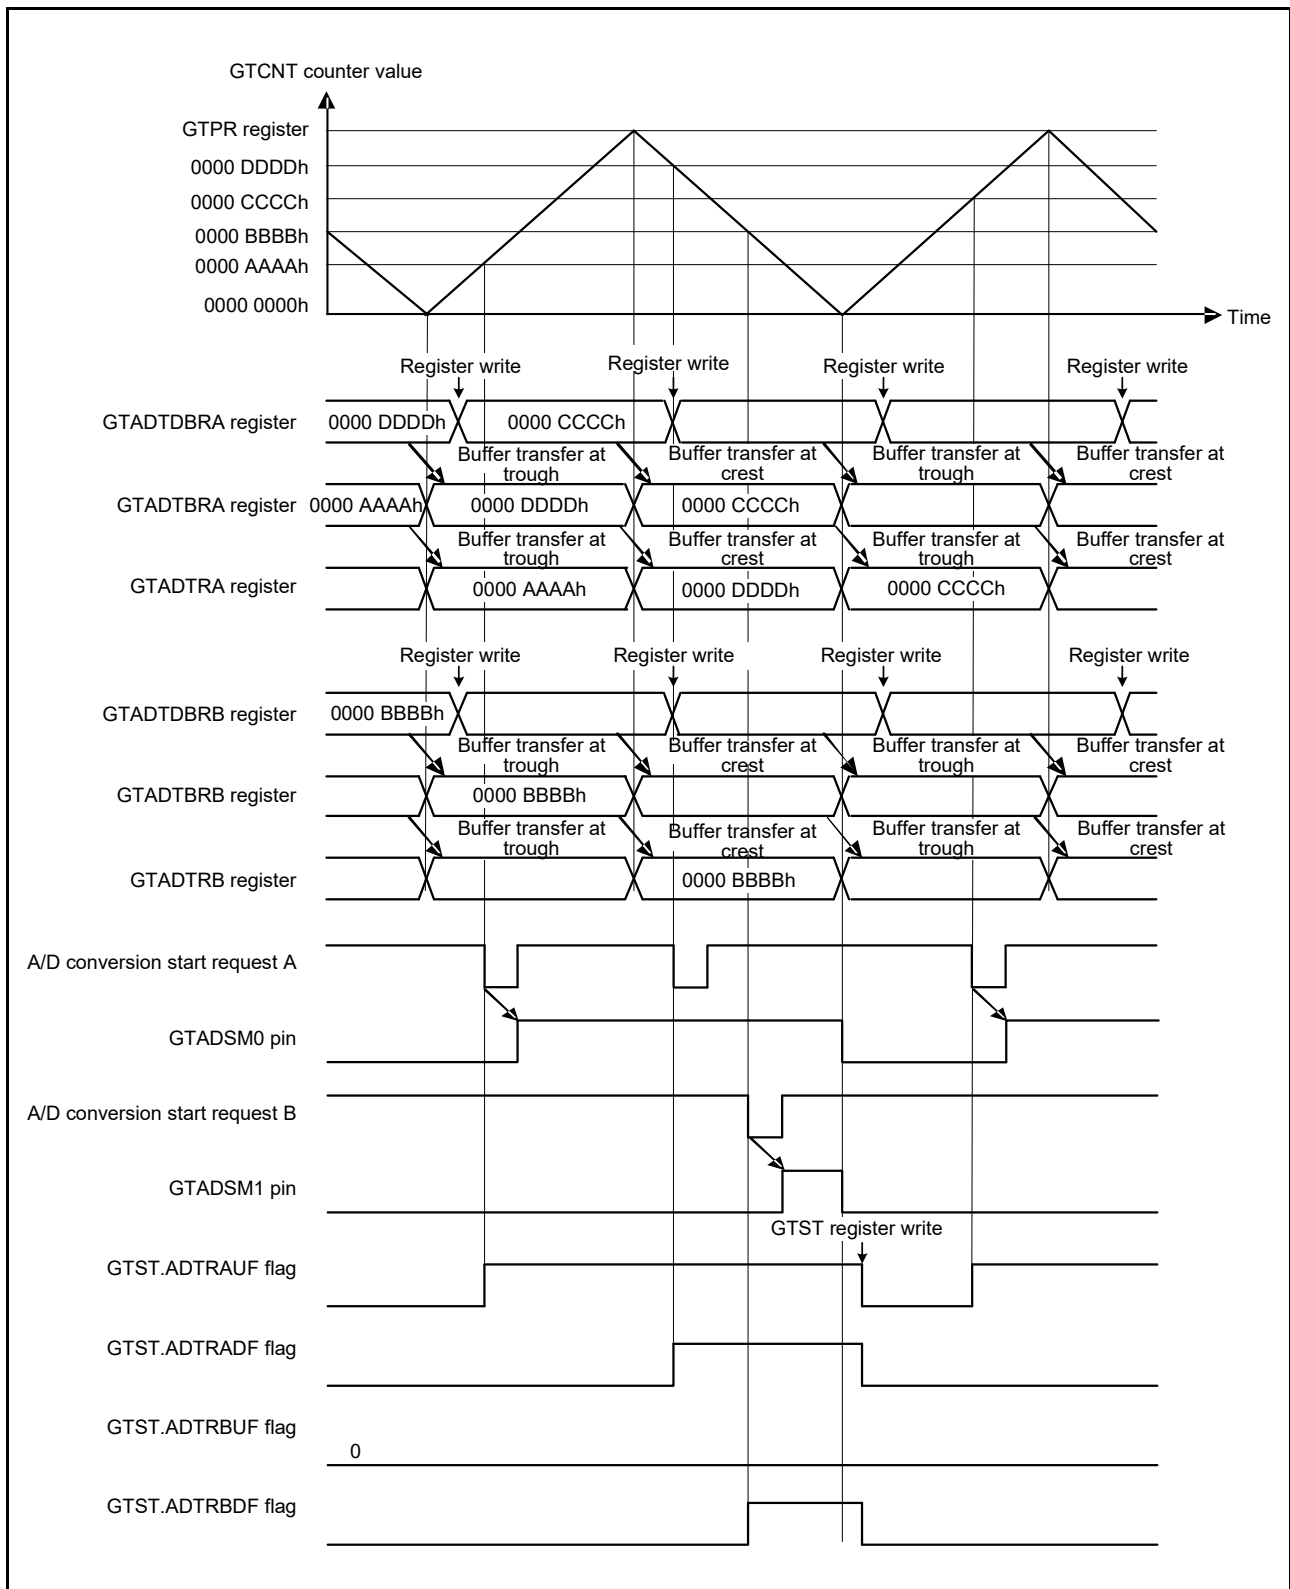 GTCNT counter value
GTPR register
0000 DDDDh
0000 CCCCh
0000 BBBBh
0000 AAAAh
0000 0000h
Time
Register write
Register write
Register write
Register write
GTADTDBRA register
0000 DDDDh
0000 CCCCh
Buffer transfer at
trough
Buffer transfer at
crest
Buffer transfer at
trough
Buffer transfer at
crest
GTADTBRA register
0000 AAAAh
0000 DDDDh
0000 CCCCh
Buffer transfer at
trough
Buffer transfer at
crest
Buffer transfer at
trough
Buffer transfer at
crest
GTADTRA register
0000 AAAAh
0000 DDDDh
0000 CCCCh
Register write
Register write
Register write
Register write
GTADTDBRB register
0000 BBBBh
Buffer transfer at
trough
Buffer transfer at
crest
Buffer transfer at
trough
Buffer transfer at
crest
GTADTBRB register
0000 BBBBh
Buffer transfer at
trough
Buffer transfer at
crest
Buffer transfer at
trough
Buffer transfer at
crest
GTADTRB register
0000 BBBBh
A/D conversion start request A
GTADSM0 pin
A/D conversion start request B
GTADSM1 pin
GTST register write
GTST.ADTRAUF flag
GTST.ADTRADF flag
GTST.ADTRBUF flag
0
GTST.ADTRBDF flag